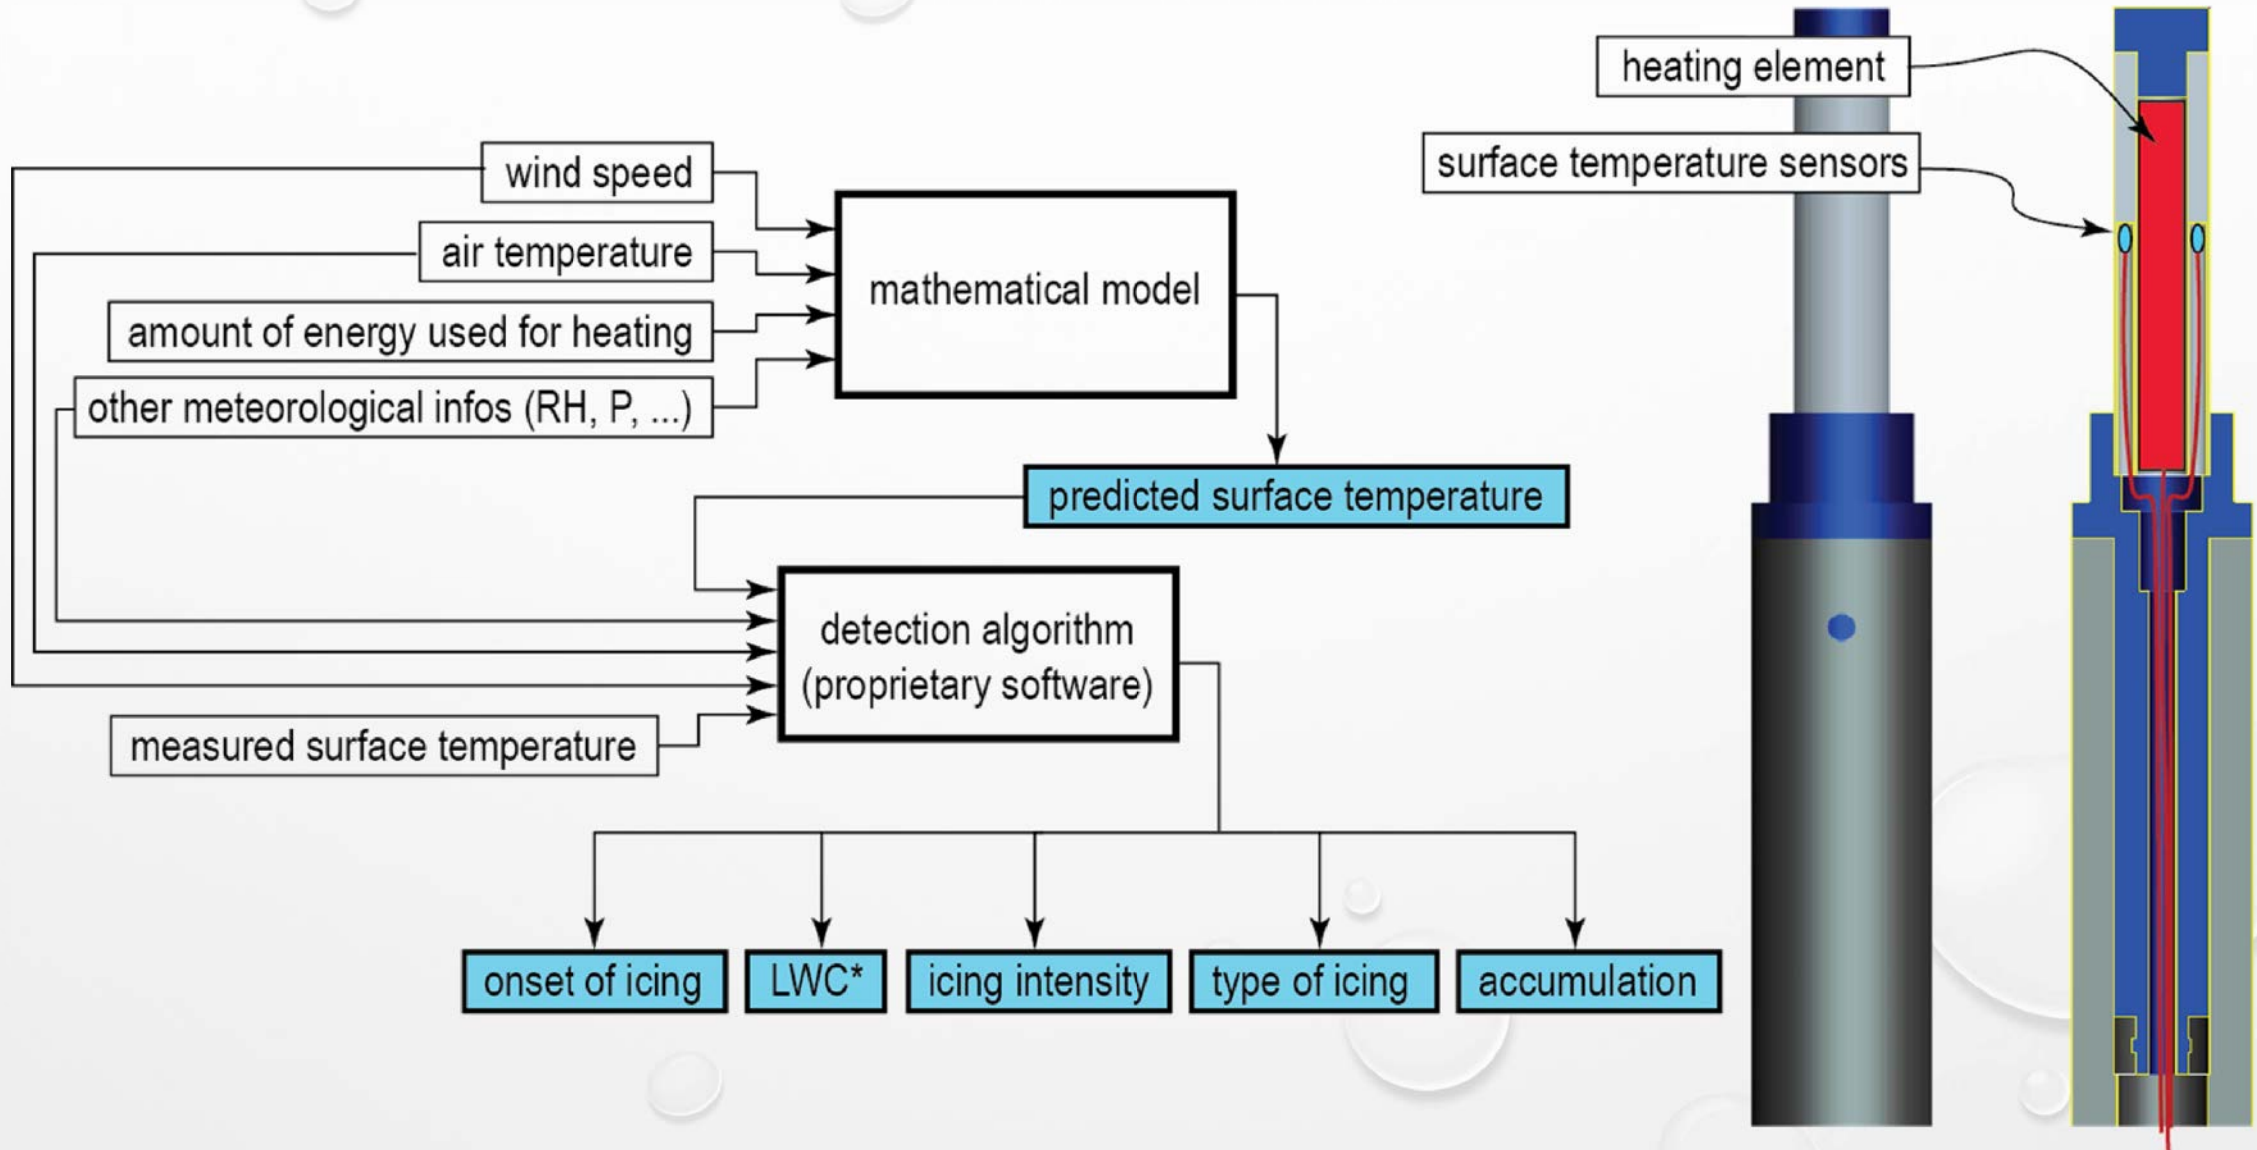 heating element
surface temperature sensors
wind speed
air temperature
amount of energy used for heating
other meteorological infos (RH, P, ...)
mathematical model
predicted surface temperature
detection algorithm
(proprietary software)
measured surface temperature
onset of icing
LWC*
icing intensity
type of icing
accumulation